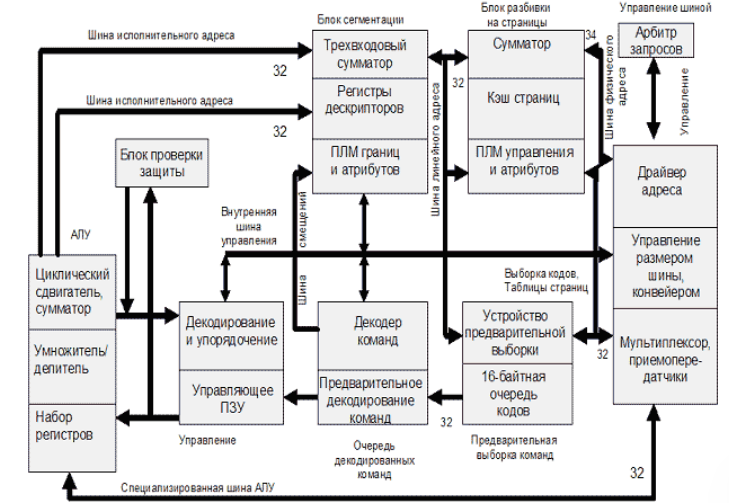 Блок сегментации
Блок разбивки
на страницы
Управление шиной
Шина исполнительного адреса
32
Трехвходовый
сумматор
Сумматор
34
Арбитр
запросов
Шина исполнительного адреса
32
Регистры
дескрипторов
32
Кэш страниц
Шина линейного адреса
Шина физического
адреса
Управление
Блок проверки
защиты
ПЛМ границ
и атрибутов
ПЛМ управления
и атрибутов
Драйвер
адреса
Внутренняя
шина
управления
Шина смещений
АЛУ
Циклический
сдвигатель,
сумматор
Выборка кодов,
Таблицы страниц
Управление
размером
шины,
конвейером
Декодирование
и упорядочение
Декодер
команд
Устройство
предварительной
выборки
32
Мультиплексор,
приемопере-
датчики
Умножитель/
делитель
Управляющее
ПЗУ
Предварительное
декодирование
команд
32
16-байтная
очередь
кодов
Набор
регистров
Управление
Очередь
декодированных
команд
Предварительная
выборка команд
Специализированная шина АЛУ
32